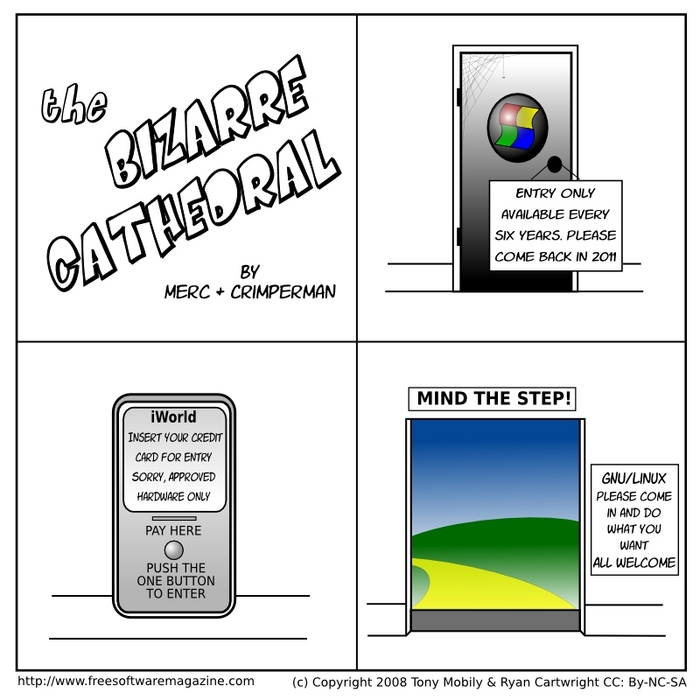 the
BIZARRE
CATHEDRAL
BY
MERC + CRIMPERMAN
ENTRY ONLY
AVAILABLE EVERY
SIX YEARS. PLEASE
COME BACK IN 2011
iWorld
INSERT YOUR CREDIT
CARD FOR ENTRY
SORRY, APPROVED
HARDWARE ONLY
PAY HERE
PUSH THE
ONE BUTTON
TO ENTER
MIND THE STEP!
GNU/LINUX
PLEASE COME
IN AND DO
WHAT YOU
WANT
ALL WELCOME
http://www.freesoftwaremagazine.com
(c) Copyright 2008 Tony Mobily & Ryan Cartwright CC: By-NC-SA